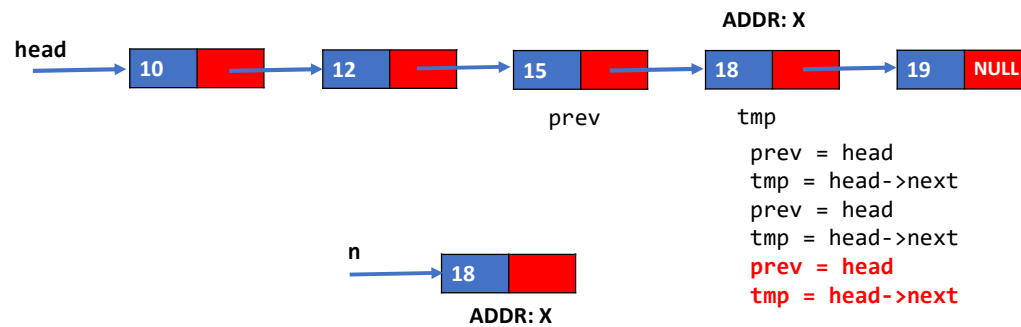 ADDR: X
head
10 12 15 18 19 NULL
prev tmp
prev = head
tmp = head->next
prev = head
tmp = head->next
prev = head
tmp = head->next
n
18
ADDR: X